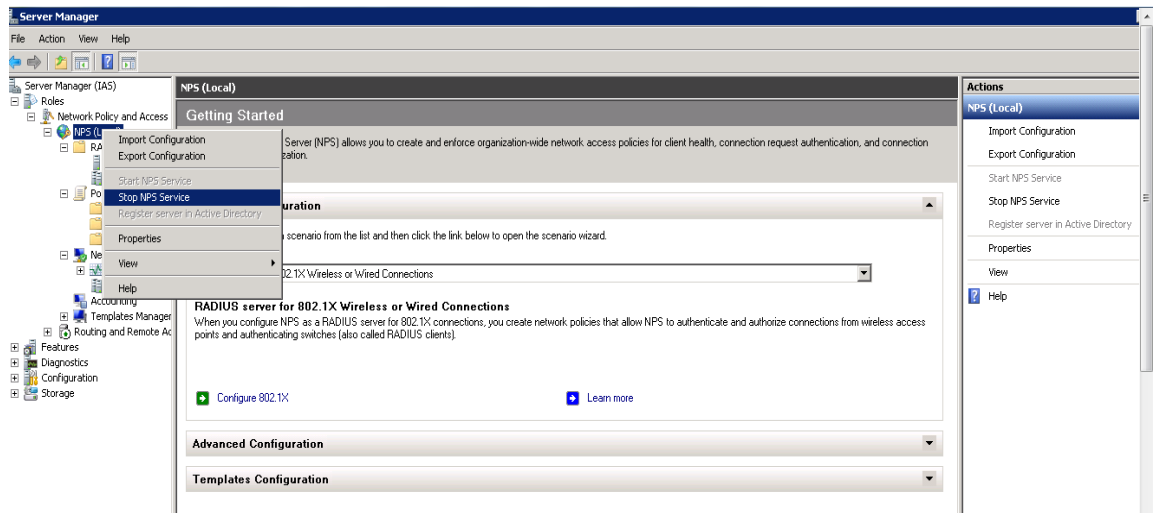 Server Manager
File Action View Help
Server Manager (IAS)
Roles
Network Policy and Access
NPS (L
RA
Po
Ne
Accounting
Templates Manager
Routing and Remote Ac
Features
Diagnostics
Configuration
Storage
Import Configuration
Export Configuration
Start NPS Service
Stop NPS Service
Register server in Active Directory
Properties
View
Help
NPS (Local)
Getting Started
Server (NPS) allows you to create and enforce organization-wide network access policies for client health, connection request authentication, and connection
zation.
uration
scenario from the list and then click the link below to open the scenario wizard.
02.1X Wireless or Wired Connections
RADIUS server for 802.1X Wireless or Wired Connections
When you configure NPS as a RADIUS server for 802.1X connections, you create network policies that allow NPS to authenticate and authorize connections from wireless access
points and authenticating switches (also called RADIUS clients).
Configure 802.1X Learn more
Advanced Configuration
Templates Configuration
Actions
NPS (Local)
Import Configuration
Export Configuration
Start NPS Service
Stop NPS Service
Register server in Active Directory
Properties
View
Help